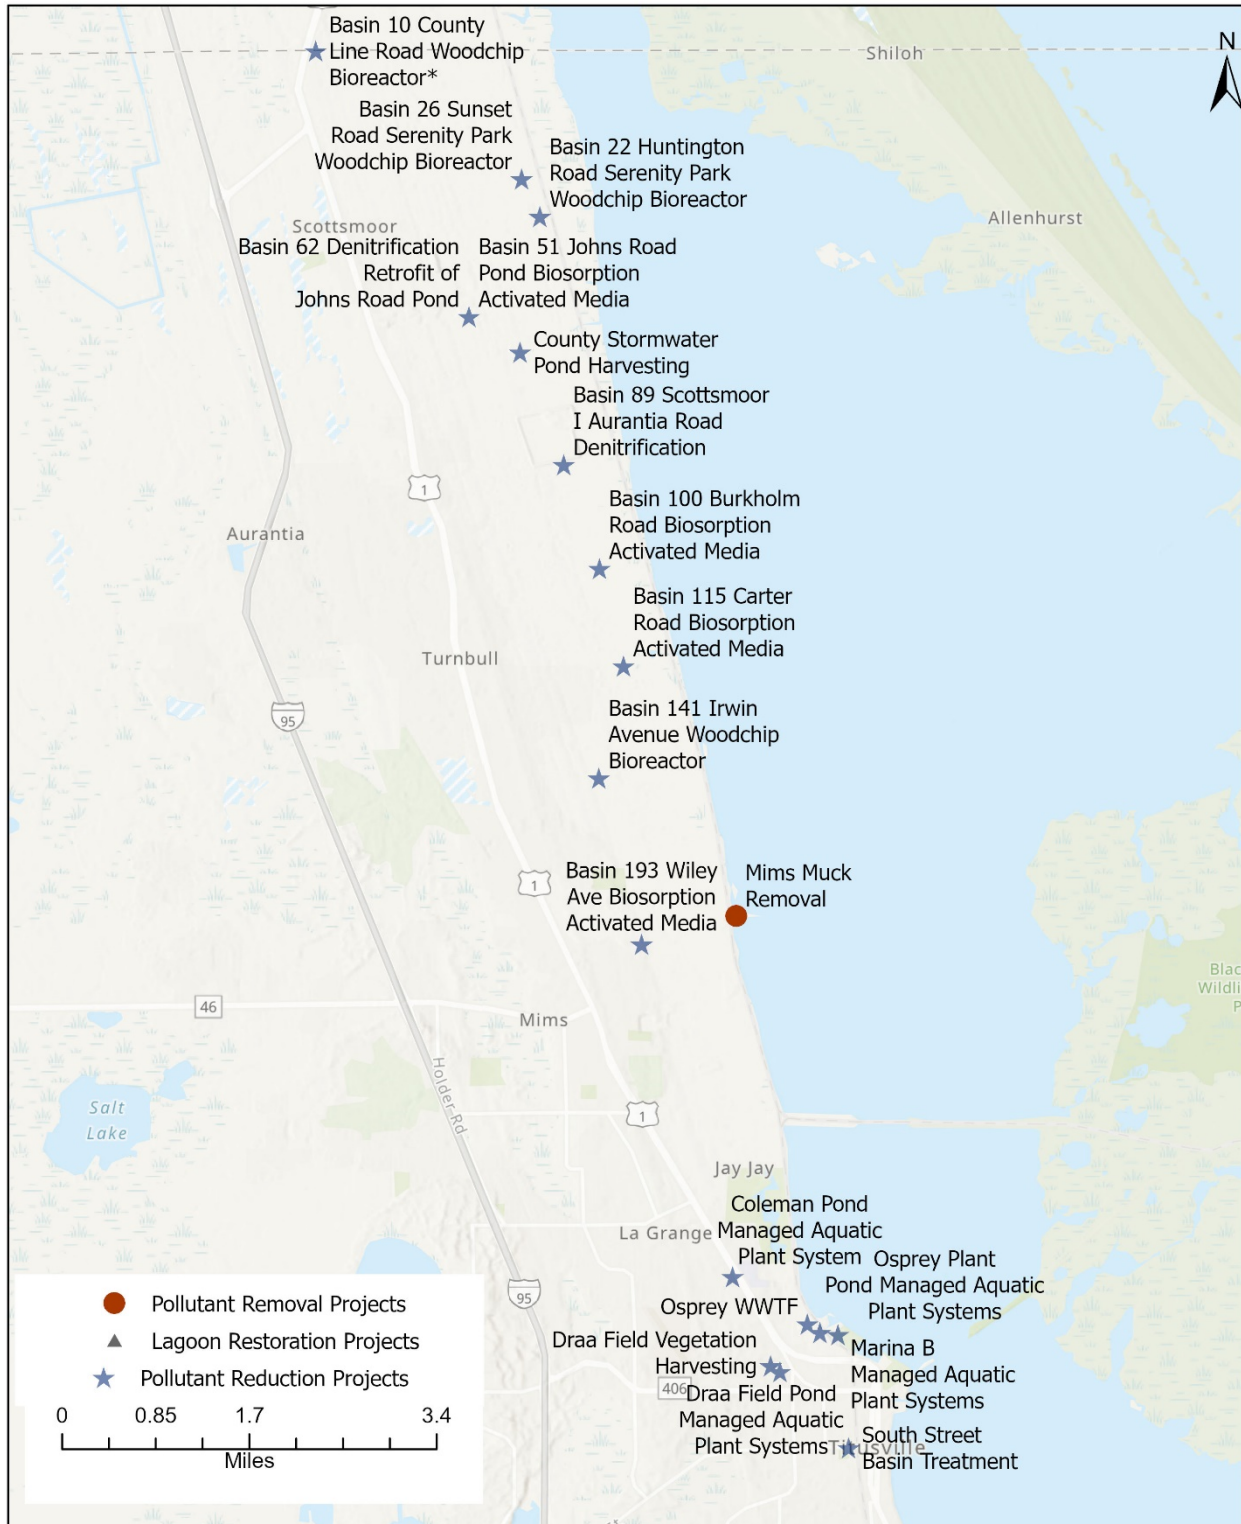 Basin 10 County
Line Road Woodchip
Bioreactor*
Shiloh
N
Basin 26 Sunset
Road Serenity Park
Woodchip Bioreactor
Basin 22 Huntington
Road Serenity Park
Woodchip Bioreactor
Allenhurst
Scottsmoor
Basin 62 Denitrification
Retrofit of
Johns Road Pond
Basin 51 Johns Road
Pond Biosorption
Activated Media
County Stormwater
Pond Harvesting
Basin 89 Scottsmoor
I Aurantia Road
Denitrification
1
Basin 100 Burkholm
Road Biosorption
Activated Media
Aurantia
Basin 115 Carter
Road Biosorption
Activated Media
Turnbull
95
Basin 141 Irwin
Avenue Woodchip
Bioreactor
1
Basin 193 Wiley
Ave Biosorption
Activated Media
Mims Muck
Removal
46
Mims
Holder Rd
Salt
Lake
1
Jay Jay
La Grange
Coleman Pond
Managed Aquatic
Plant System
Osprey Plant
Pond Managed Aquatic
Plant Systems
95
Osprey WWTF
Draa Field Vegetation
Harvesting
Marina B
Managed Aquatic
Plant Systems
406
Draa Field Pond
Managed Aquatic
Plant Systems
Titusville
South Street
Basin Treatment
Pollutant Removal Projects
Lagoon Restoration Projects
Pollutant Reduction Projects
0 0.85 1.7 3.4
Miles